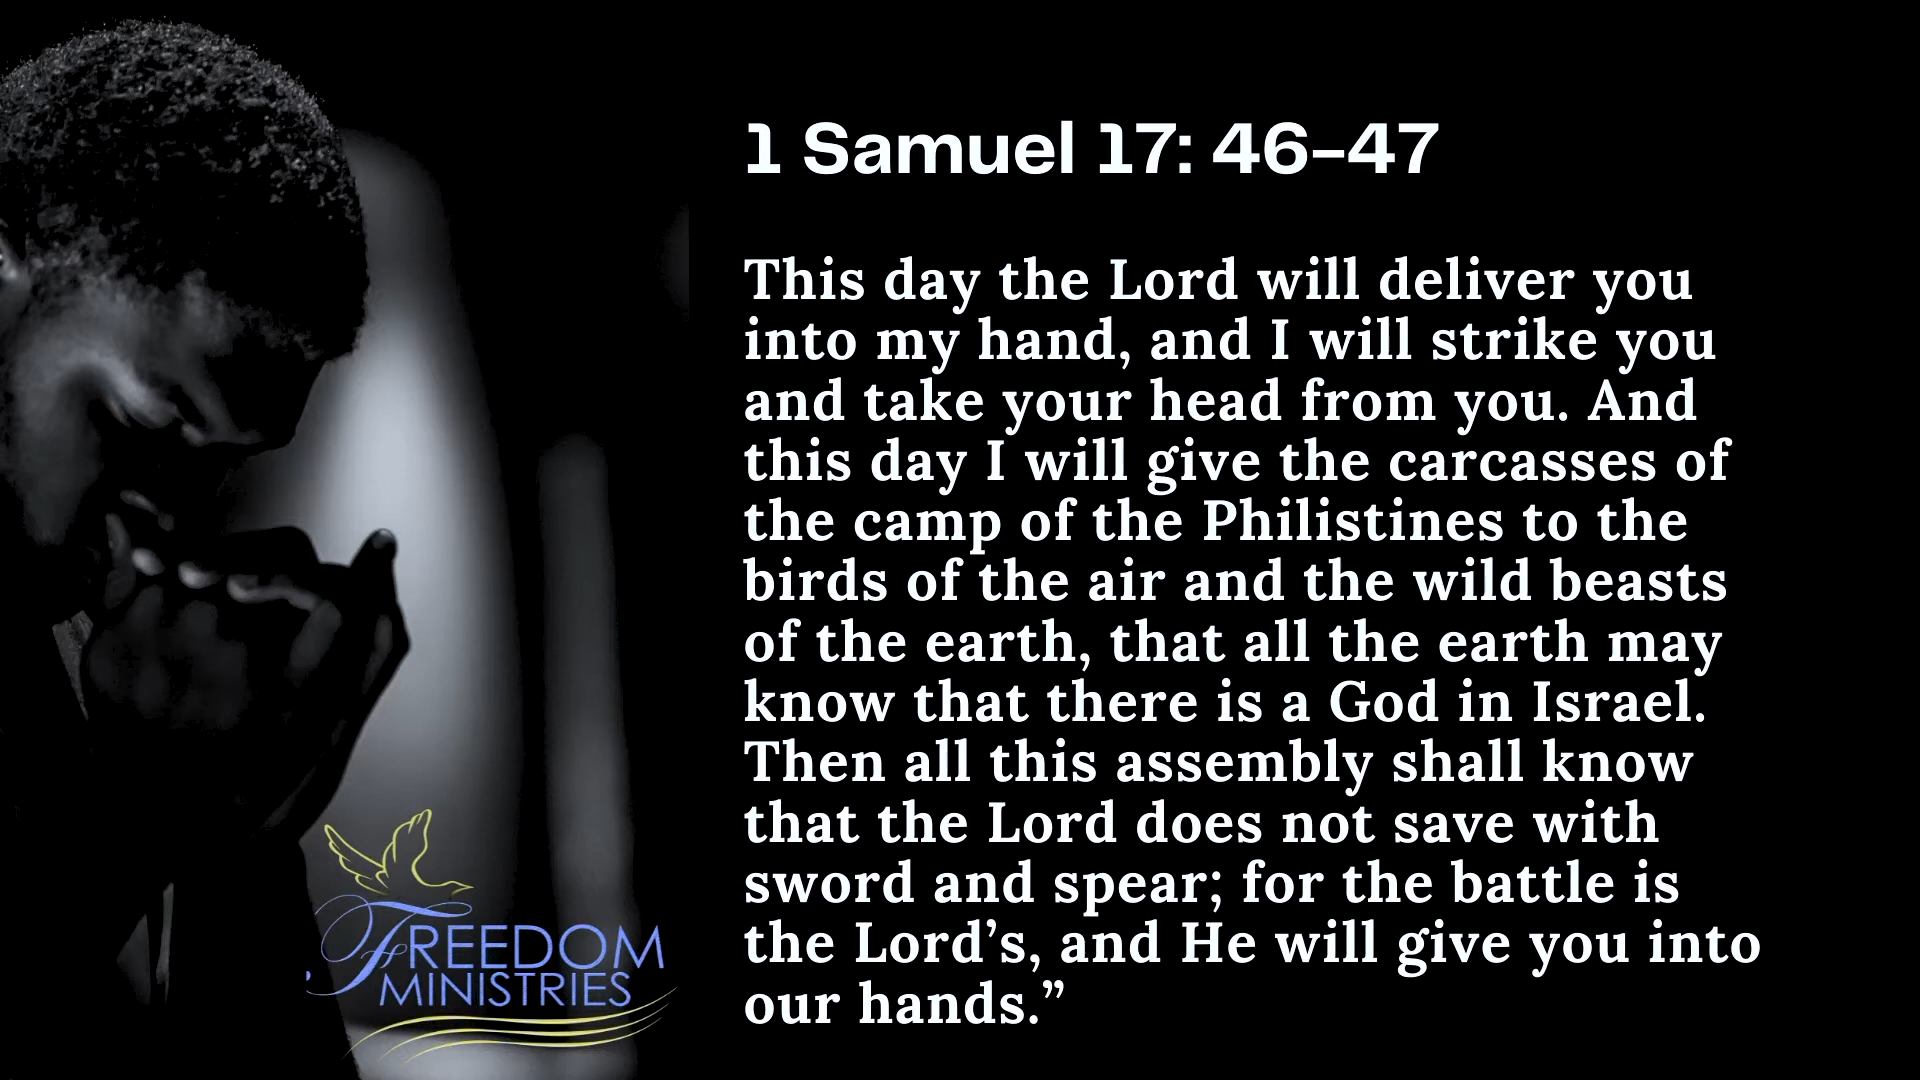 1 Samuel 17: 46–47
This day the Lord will deliver you
into my hand, and I will strike you
and take your head from you. And
this day I will give the carcasses of
the camp of the Philistines to the
birds of the air and the wild beasts
of the earth, that all the earth may
know that there is a God in Israel.
Then all this assembly shall know
that the Lord does not save with
sword and spear; for the battle is
the Lord’s, and He will give you into
our hands.”
FREEDOM
MINISTRIES